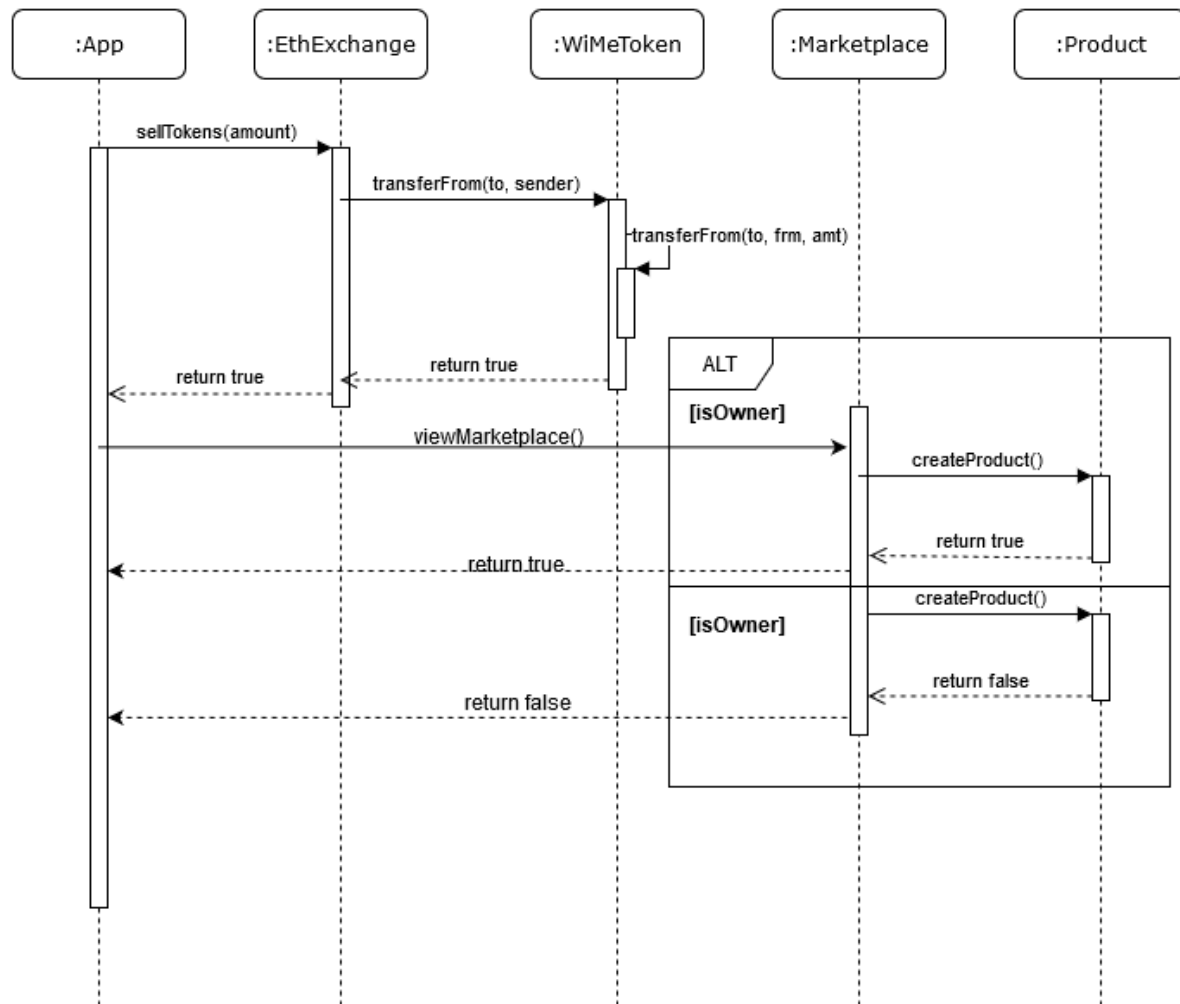 :App
:EthExchange
:WiMeToken
:Marketplace
:Product
sellTokens(amount)
transferFrom(to, sender)
transferFrom(to, frm, amt)
ALT
return true
return true
[isOwner]
viewMarketplace()
createProduct()
return true
return true
createProduct()
[isOwner]
return false
return false